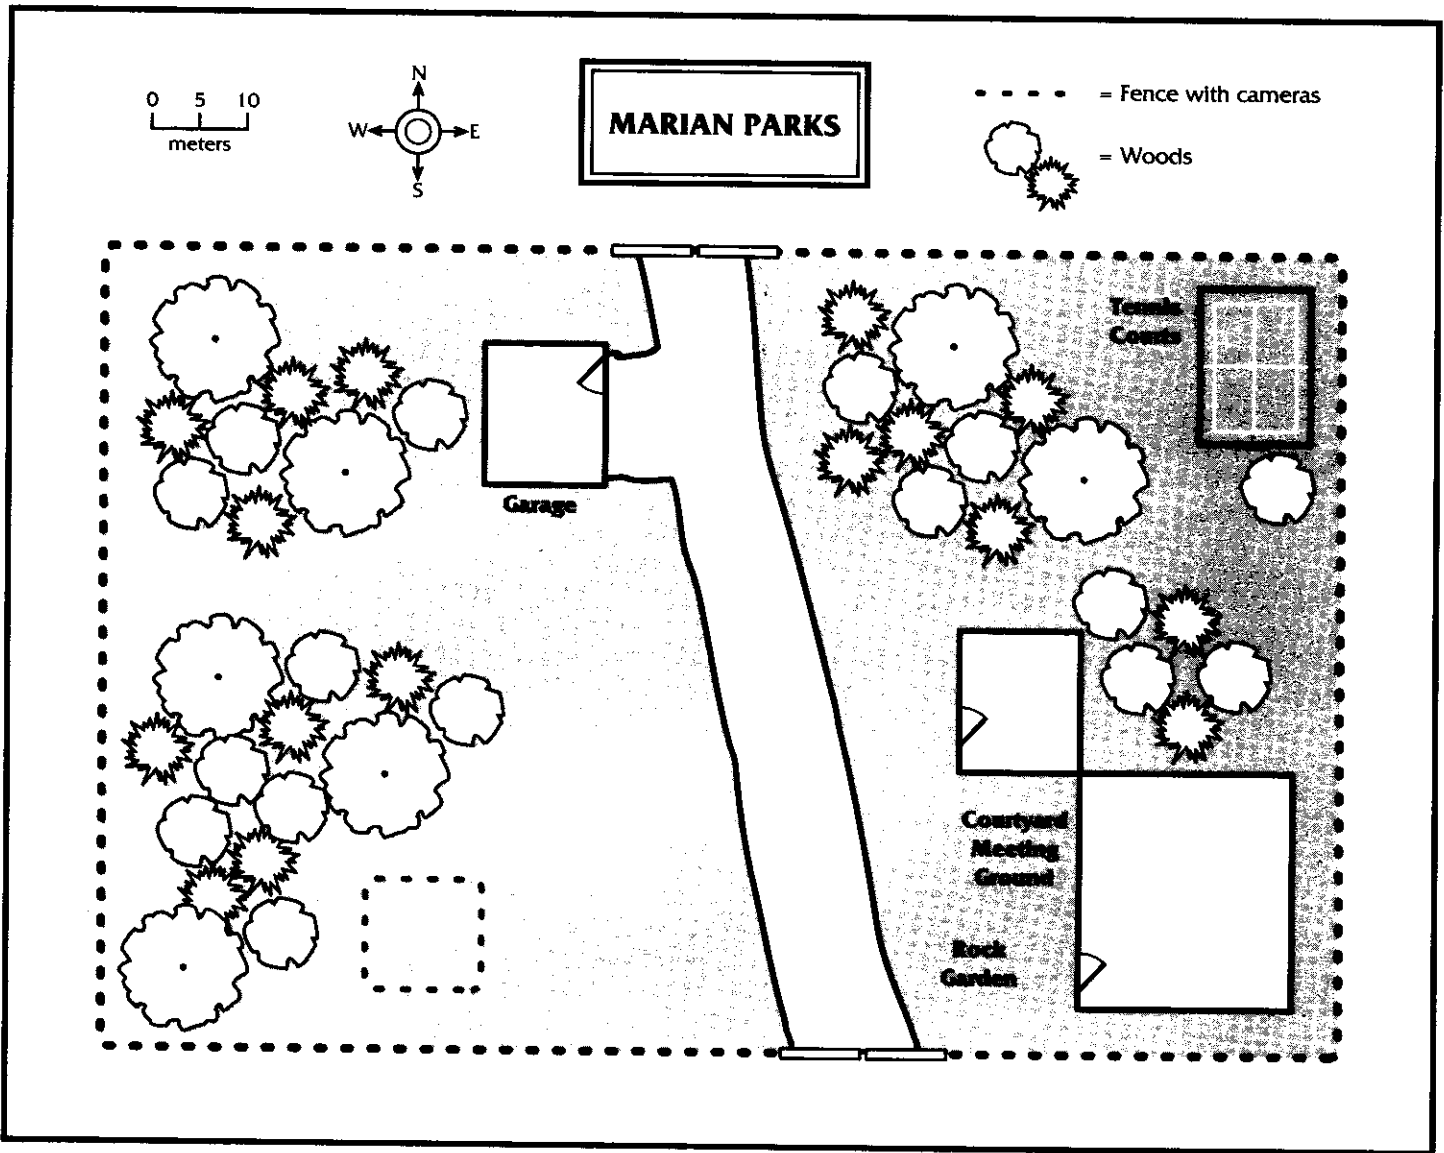 0 5 10
meters
N
W E
S
MARIAN PARKS
= Fence with cameras
= Woods
Tennis
Courts
Garage
Courtyard
Meeting
Ground
Rock
Garden